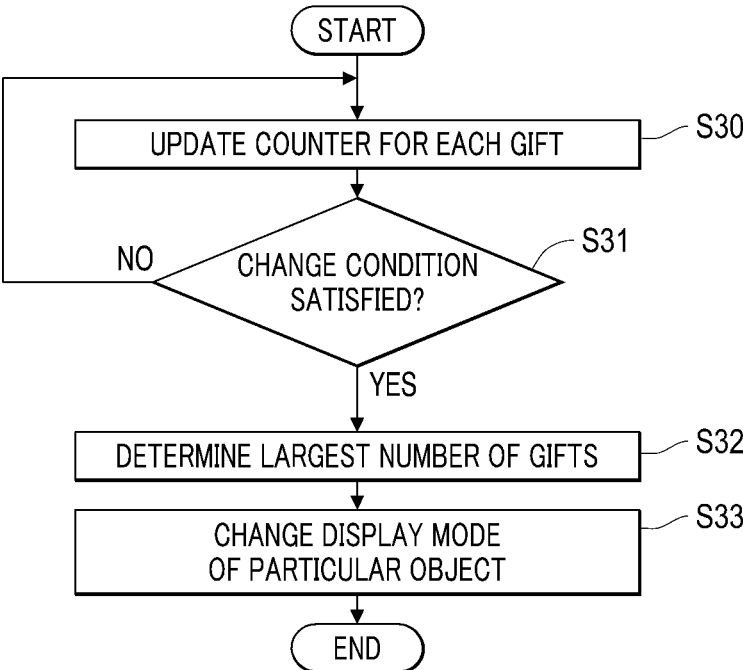 START
UPDATE COUNTER FOR EACH GIFT
S30
CHANGE CONDITION
SATISFIED?
S31
NO
YES
DETERMINE LARGEST NUMBER OF GIFTS
S32
CHANGE DISPLAY MODE
OF PARTICULAR OBJECT
S33
END